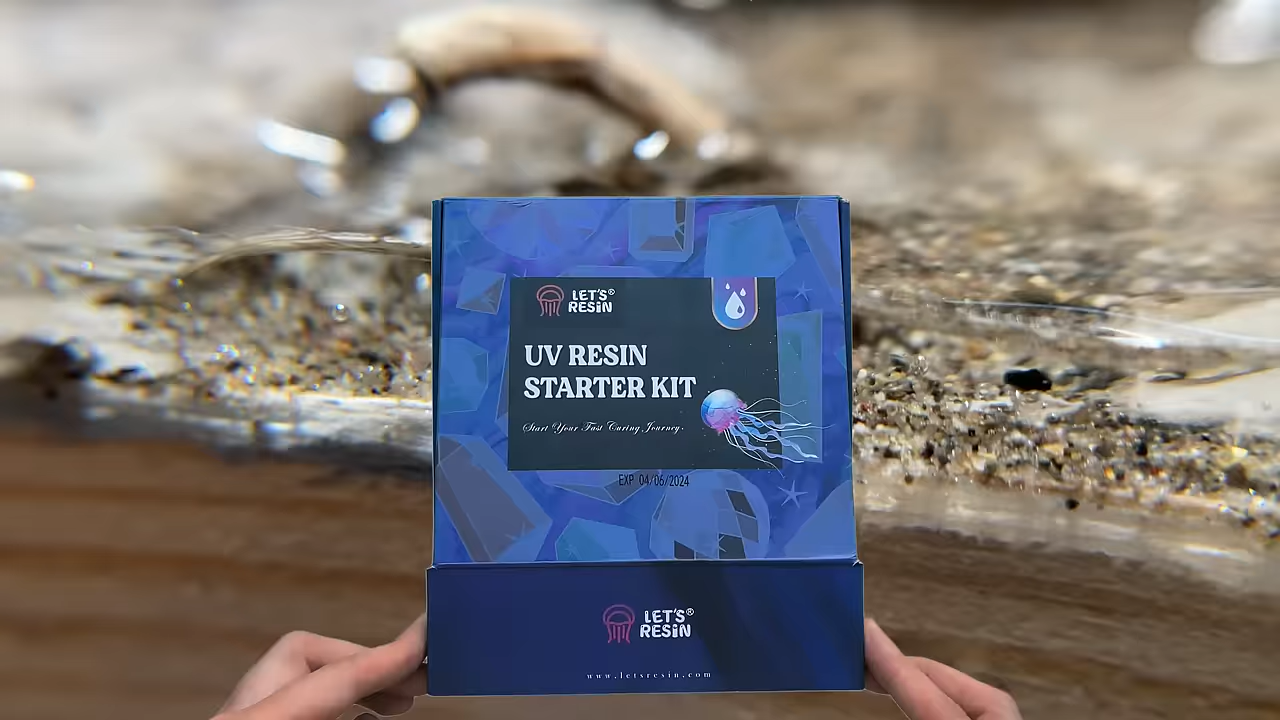 LET'S®
RESIN
UV RESIN
STARTER KIT
Start Your Fast Curing Journey.
EXP 04/06/2024
LET'S®
RESIN
www.letsresin.com